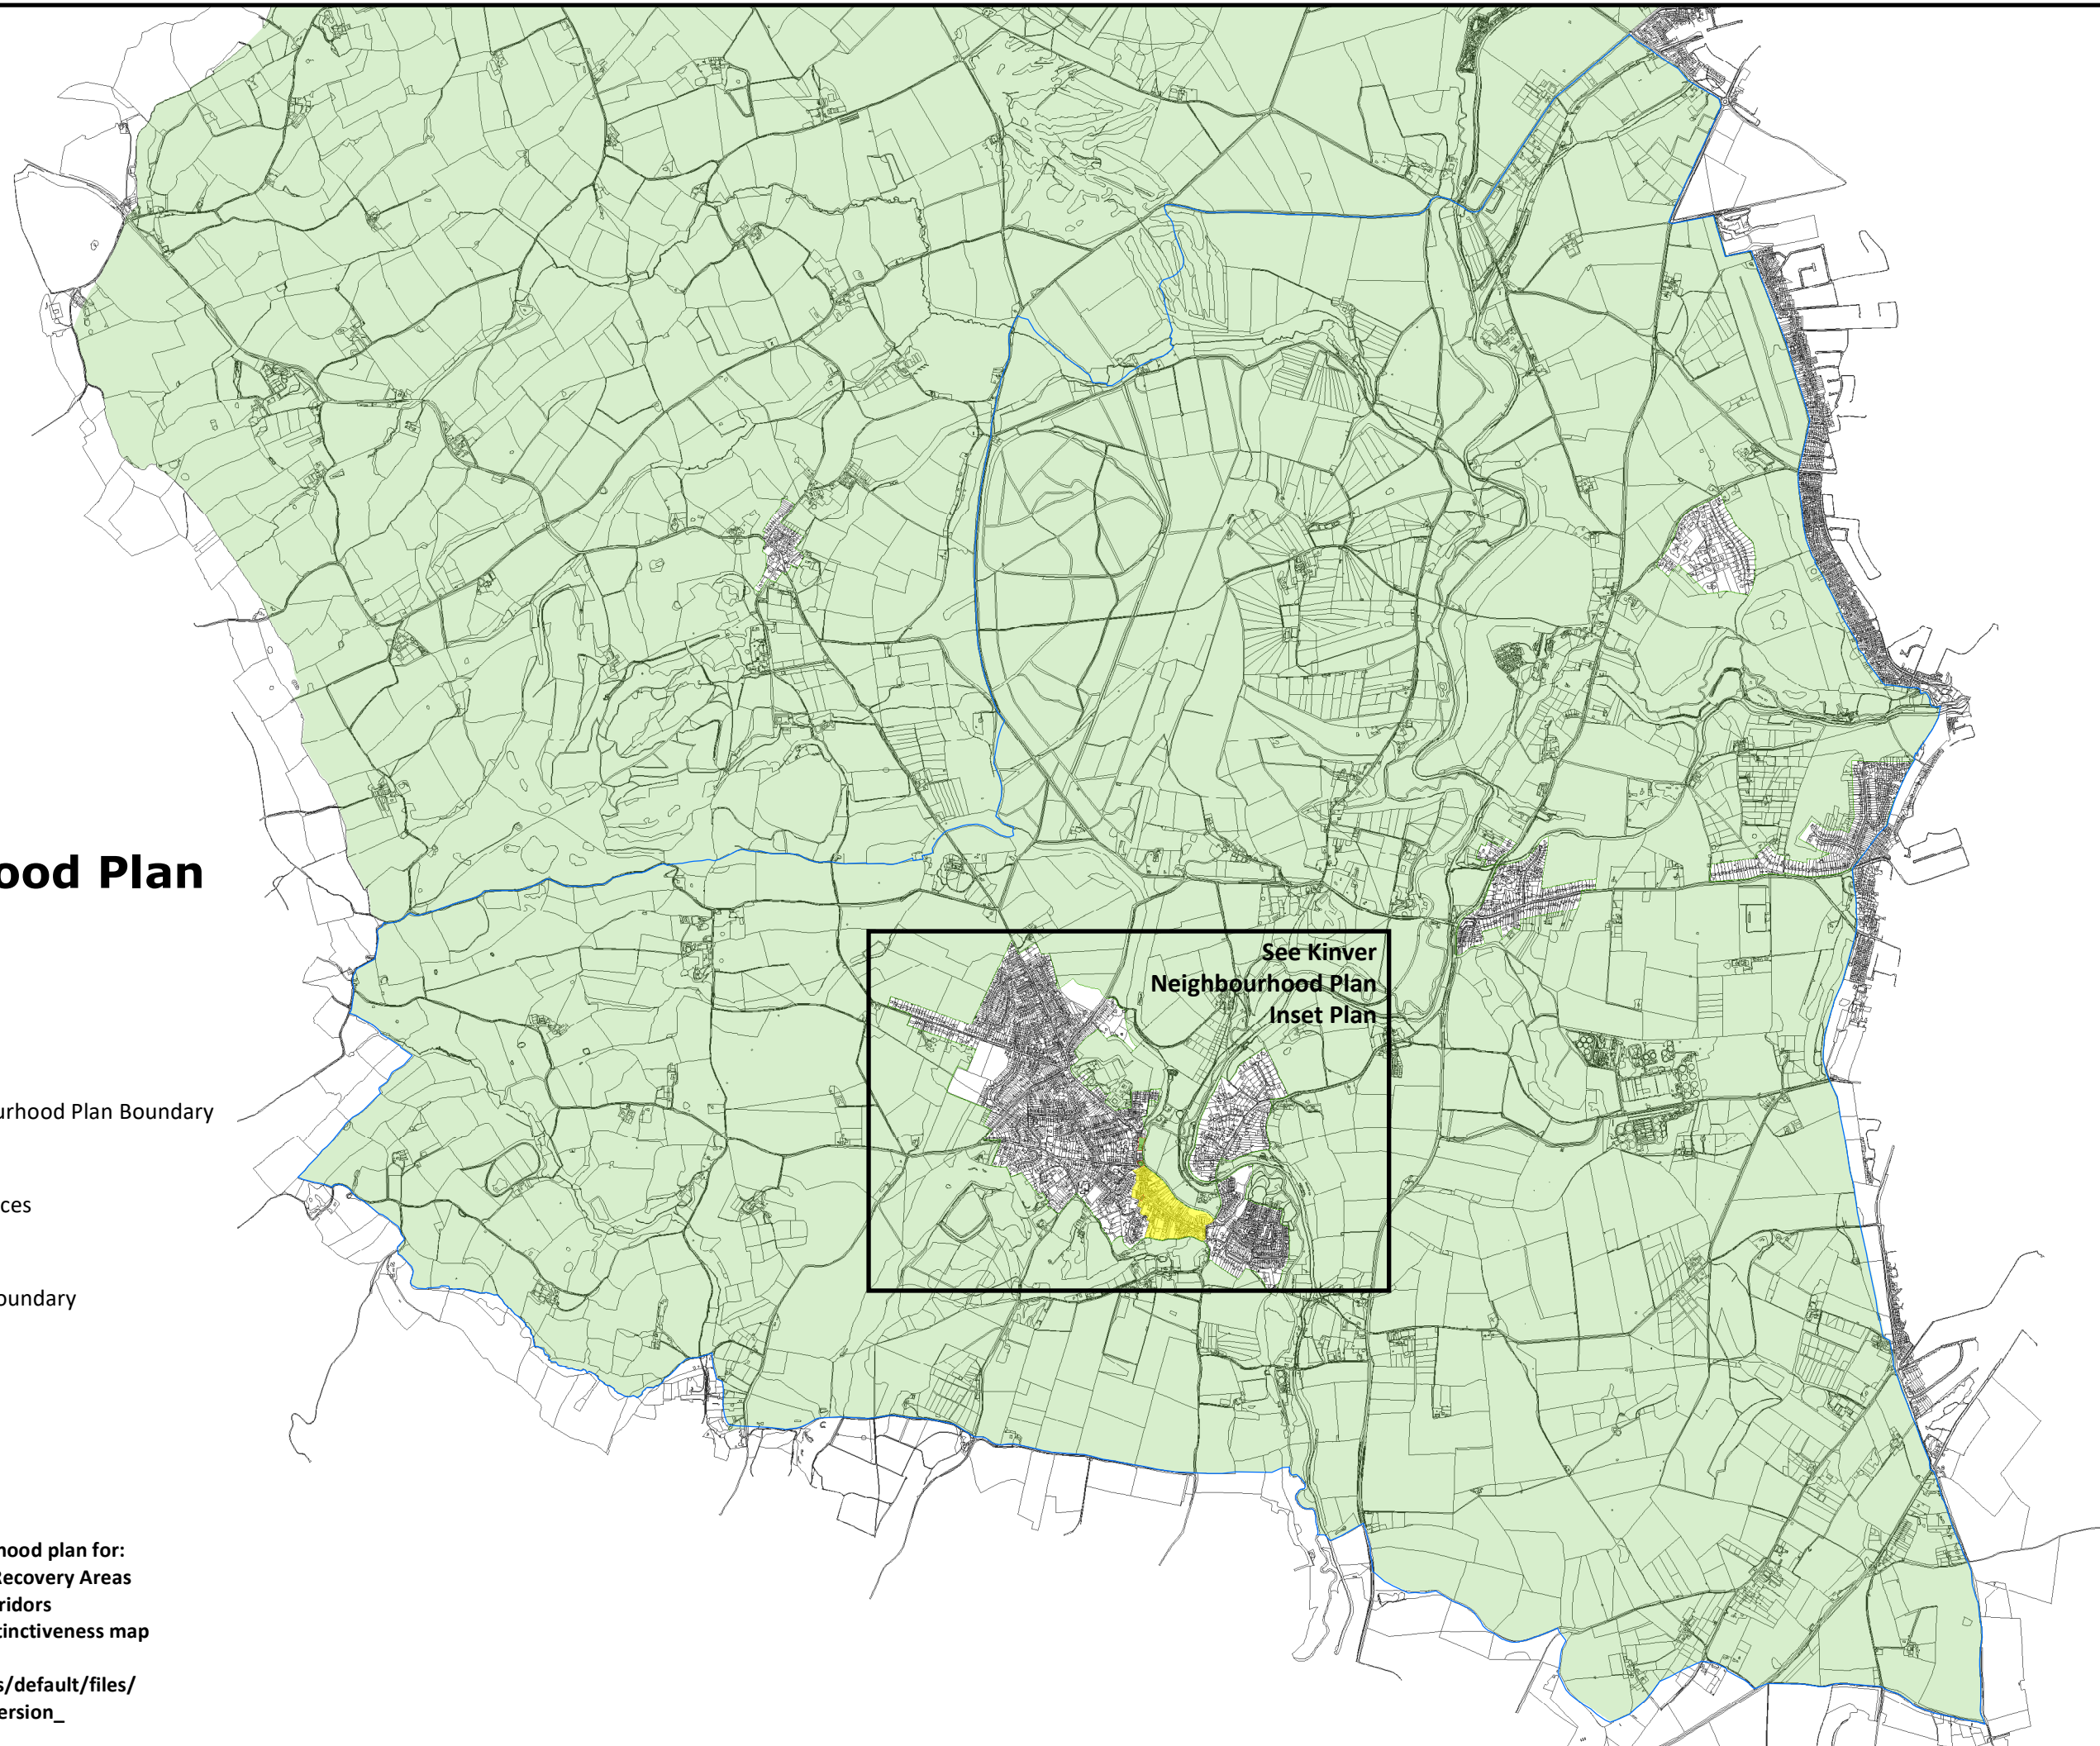 ood Plan
urhood Plan Boundary
ces
oundary
hood plan for:
Recovery Areas
ridors
tinctiveness map
s/default/files/
ersion_
See Kinver
Neighbourhood Plan
Inset Plan